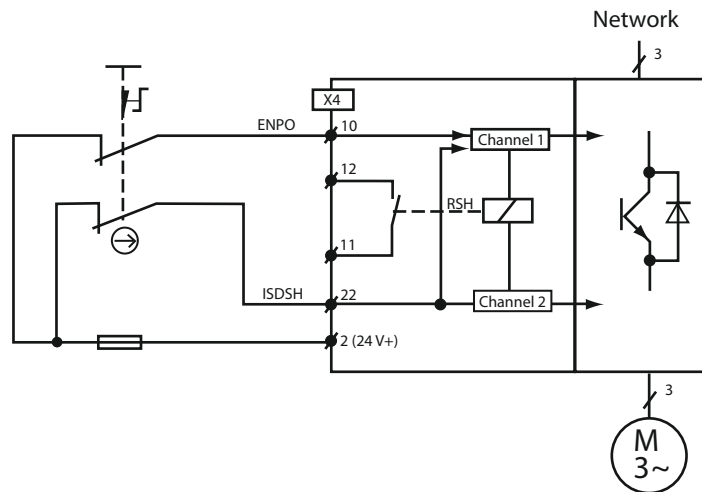 Network
3
X4
ENPO
10
Channel 1
12
RSH
11
ISDSH
22
Channel 2
2 (24 V+)
3
M
3~